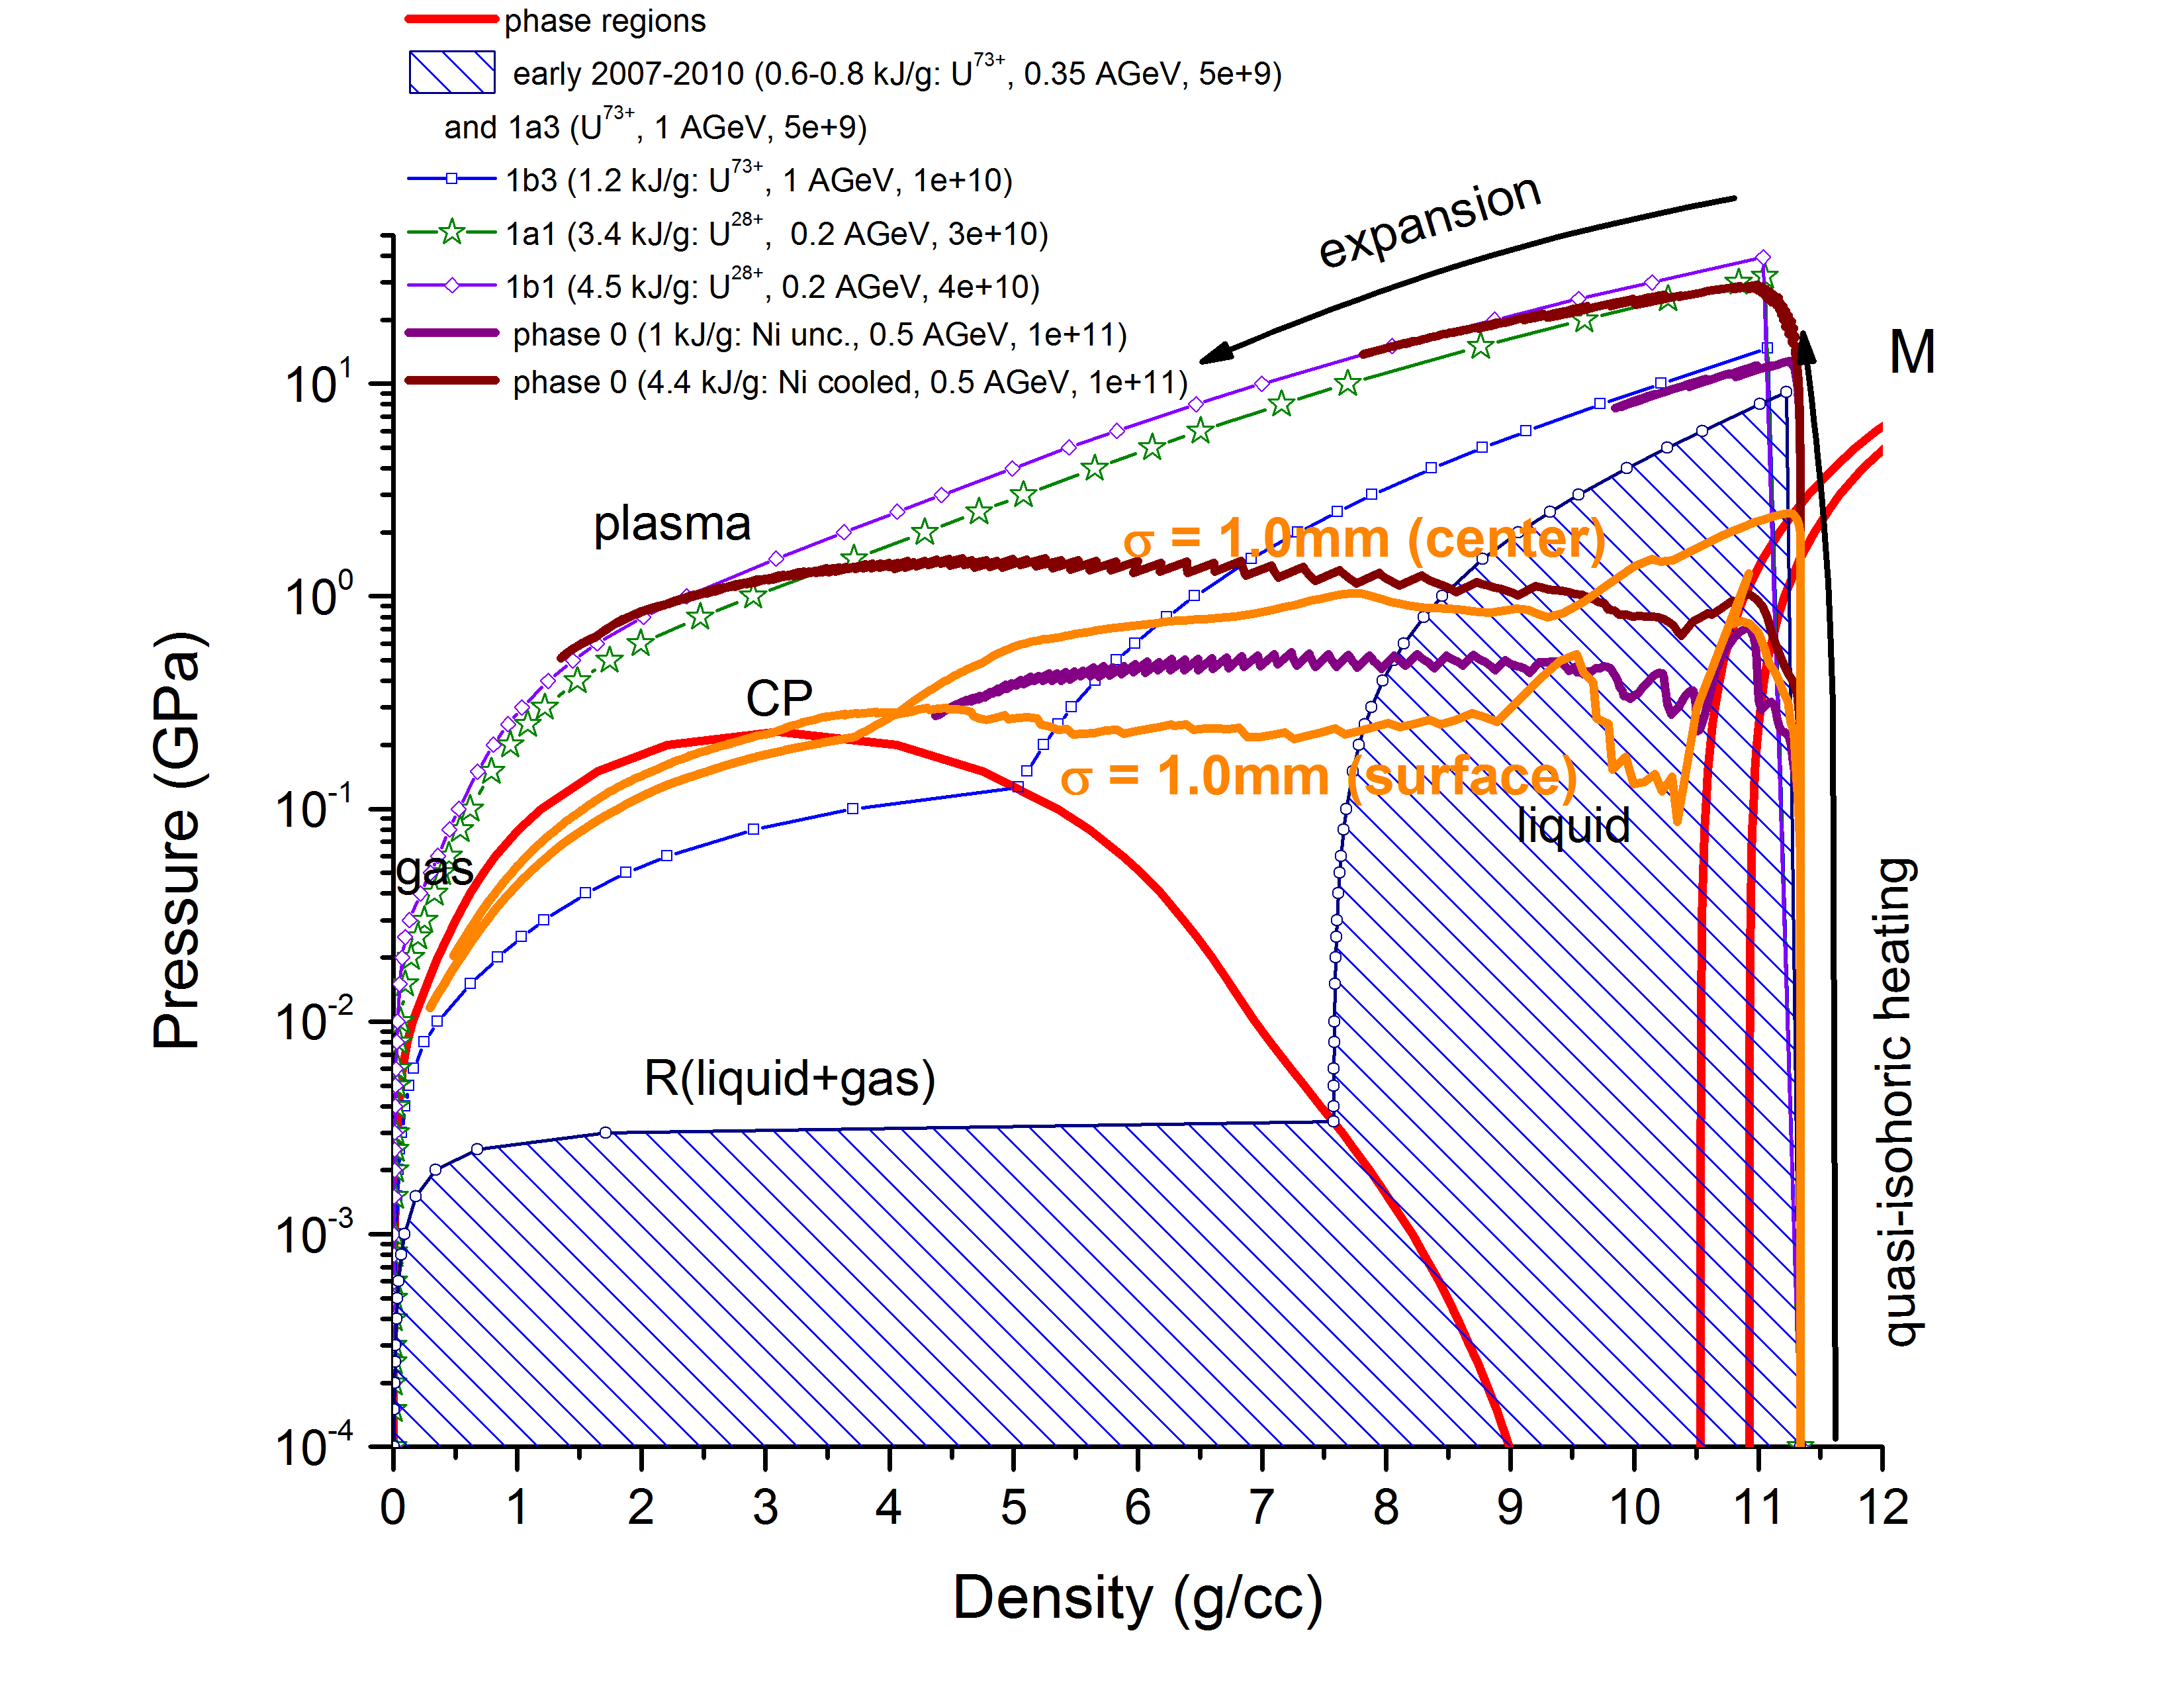 phase regions
early 2007-2010 (0.6-0.8 kJ/g: U73+, 0.35 AGeV, 5e+9)
and 1a3 (U73+, 1 AGeV, 5e+9)
1b3 (1.2 kJ/g: U73+, 1 AGeV, 1e+10)
1a1 (3.4 kJ/g: U28+, 0.2 AGeV, 3e+10)
1b1 (4.5 kJ/g: U28+, 0.2 AGeV, 4e+10)
phase 0 (1 kJ/g: Ni unc., 0.5 AGeV, 1e+11)
phase 0 (4.4 kJ/g: Ni cooled, 0.5 AGeV, 1e+11)
expansion
M
plasma
σ = 1.0mm (center)
CP
σ = 1.0mm (surface)
liquid
gas
R(liquid+gas)
quasi-isohoric heating
Pressure (GPa)
10^1
10^0
10^-1
10^-2
10^-3
10^-4
0 1 2 3 4 5 6 7 8 9 10 11 12
Density (g/cc)